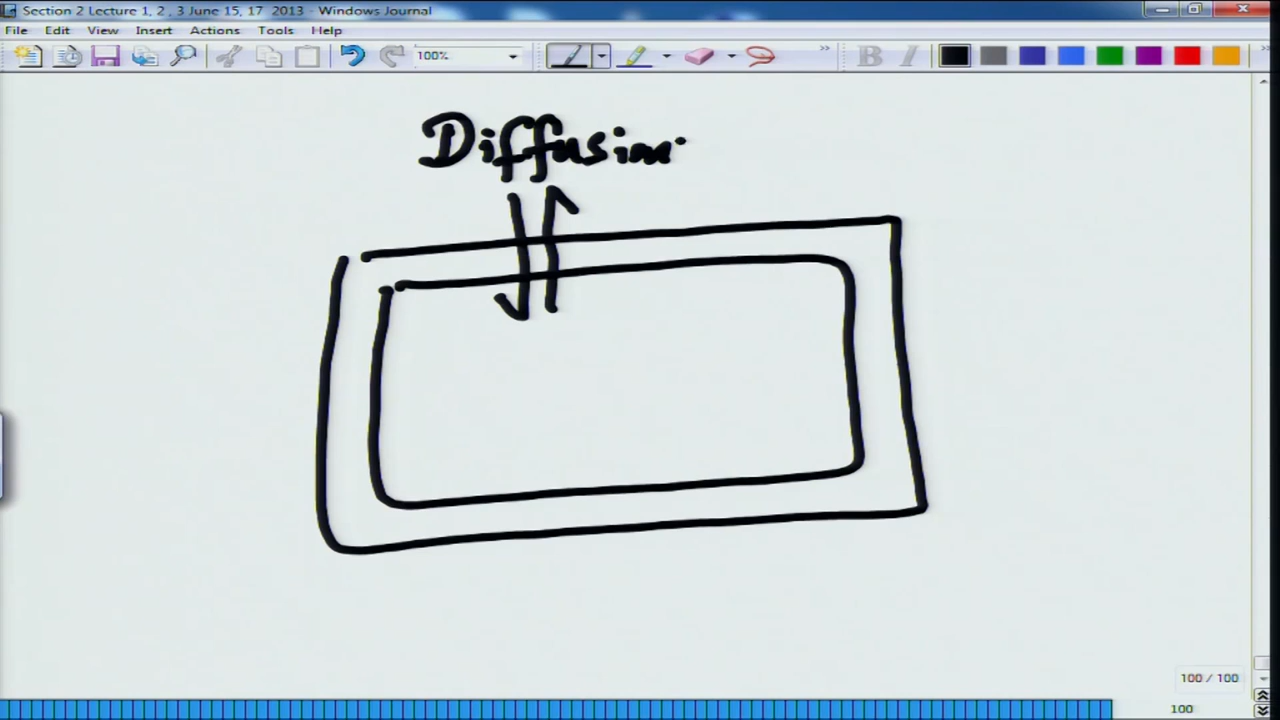 Section 2 Lecture 1, 2 , 3 June 15, 17 2013 - Windows Journal
File Edit View Insert Actions Tools Help
100% B I
Diffusion
100 / 100
100